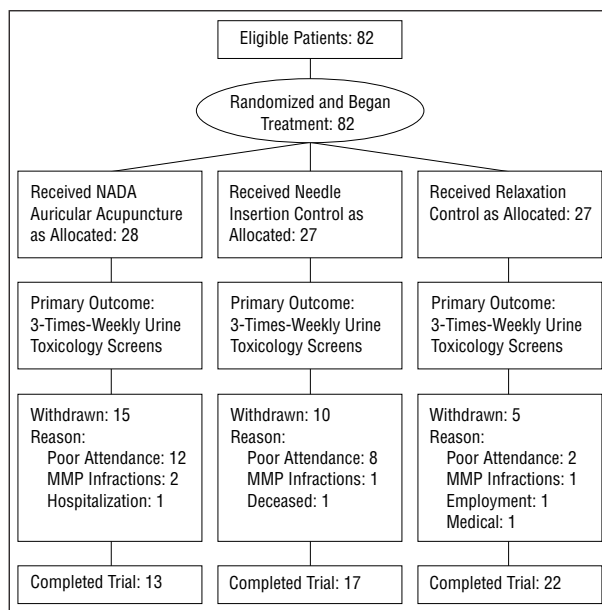 Eligible Patients: 82
Randomized and Began
Treatment: 82
Received NADA
Auricular Acupuncture
as Allocated: 28
Received Needle
Insertion Control as
Allocated: 27
Received Relaxation
Control as Allocated: 27
Primary Outcome:
3-Times-Weekly Urine
Toxicology Screens
Primary Outcome:
3-Times-Weekly Urine
Toxicology Screens
Primary Outcome:
3-Times-Weekly Urine
Toxicology Screens
Withdrawn: 15
Reason:
Poor Attendance: 12
MMP Infractions: 2
Hospitalization: 1
Withdrawn: 10
Reason:
Poor Attendance: 8
MMP Infractions: 1
Deceased: 1
Withdrawn: 5
Reason:
Poor Attendance: 2
MMP Infractions: 1
Employment: 1
Medical: 1
Completed Trial: 13
Completed Trial: 17
Completed Trial: 22